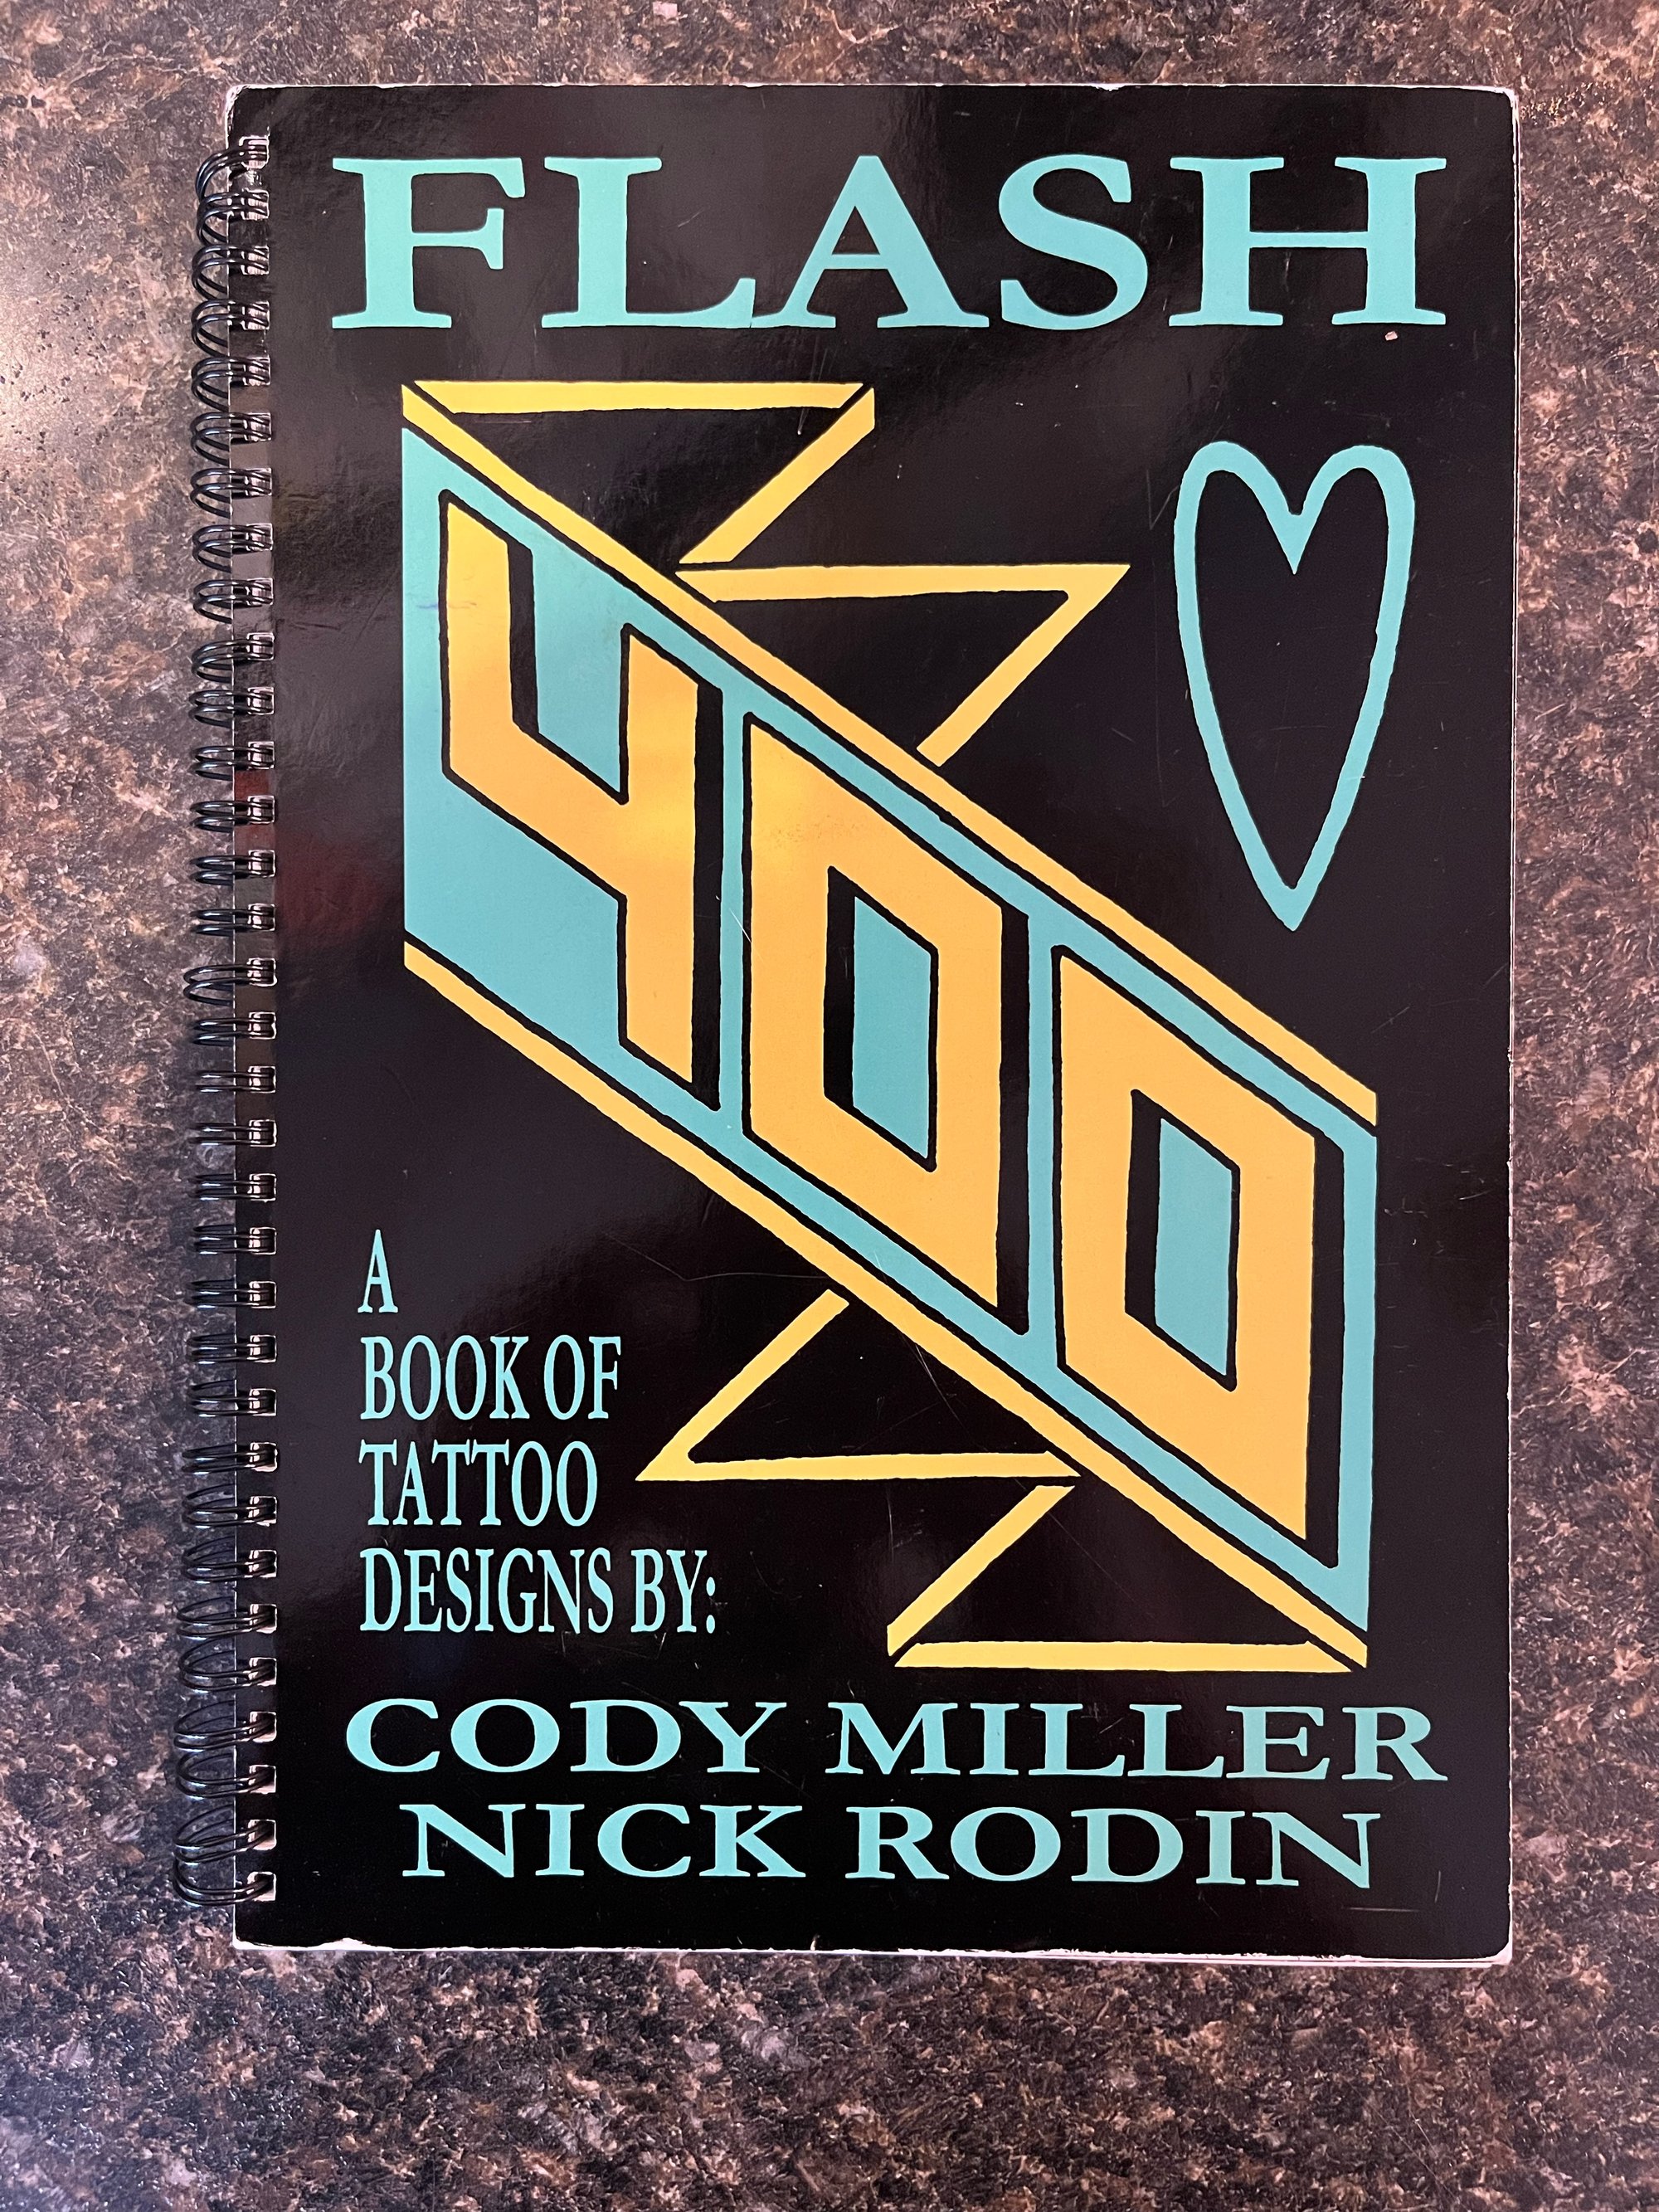 FLASH
400
A
BOOK OF
TATTOO
DESIGNS BY:
CODY MILLER
NICK RODIN